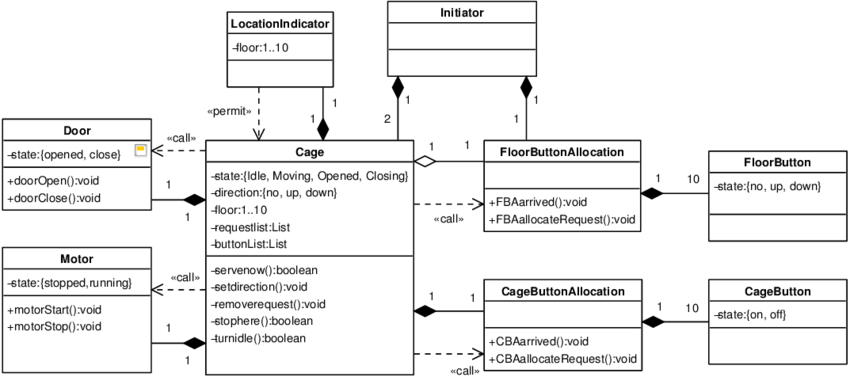 LocationIndicator
-floor:1..10
Initiator
«permit»
1
1
1
1
2
1
Door
-state:{opened, close}
+doorOpen():void
+doorClose():void
«call»
1
1
Cage
-state:{Idle, Moving, Opened, Closing}
-direction:{no, up, down}
-floor:1..10
-requestlist:List
-buttonList:List
-servenow():boolean
-setdirection():void
-removerequest():void
-stophere():boolean
-turnidle():boolean
1
1
«call»
FloorButtonAllocation
+FBAarrived():void
+FBAallocateRequest():void
1
10
FloorButton
-state:{no, up, down}
Motor
-state:{stopped,running}
+motorStart():void
+motorStop():void
«call»
1
1
1
1
«call»
CageButtonAllocation
+CBAarrived():void
+CBAallocateRequest():void
1
10
CageButton
-state:{on, off}